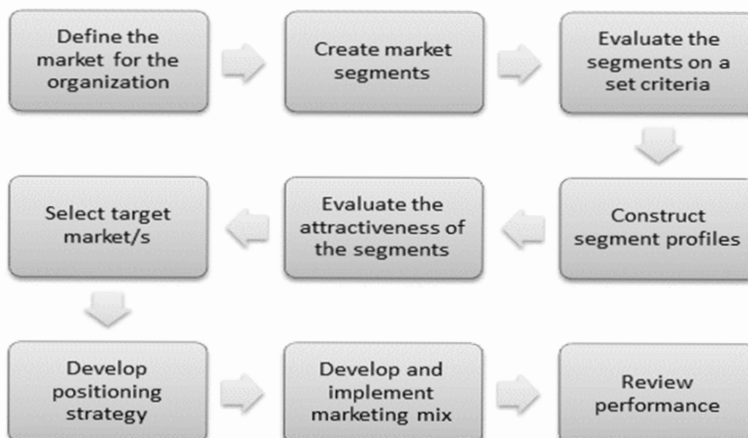 Define the
market for the
organization
Create market
segments
Evaluate the
segments on a
set criteria
Construct
segment profiles
Evaluate the
attractiveness of
the segments
Select target
market/s
Develop
positioning
strategy
Develop and
implement
marketing mix
Review
performance